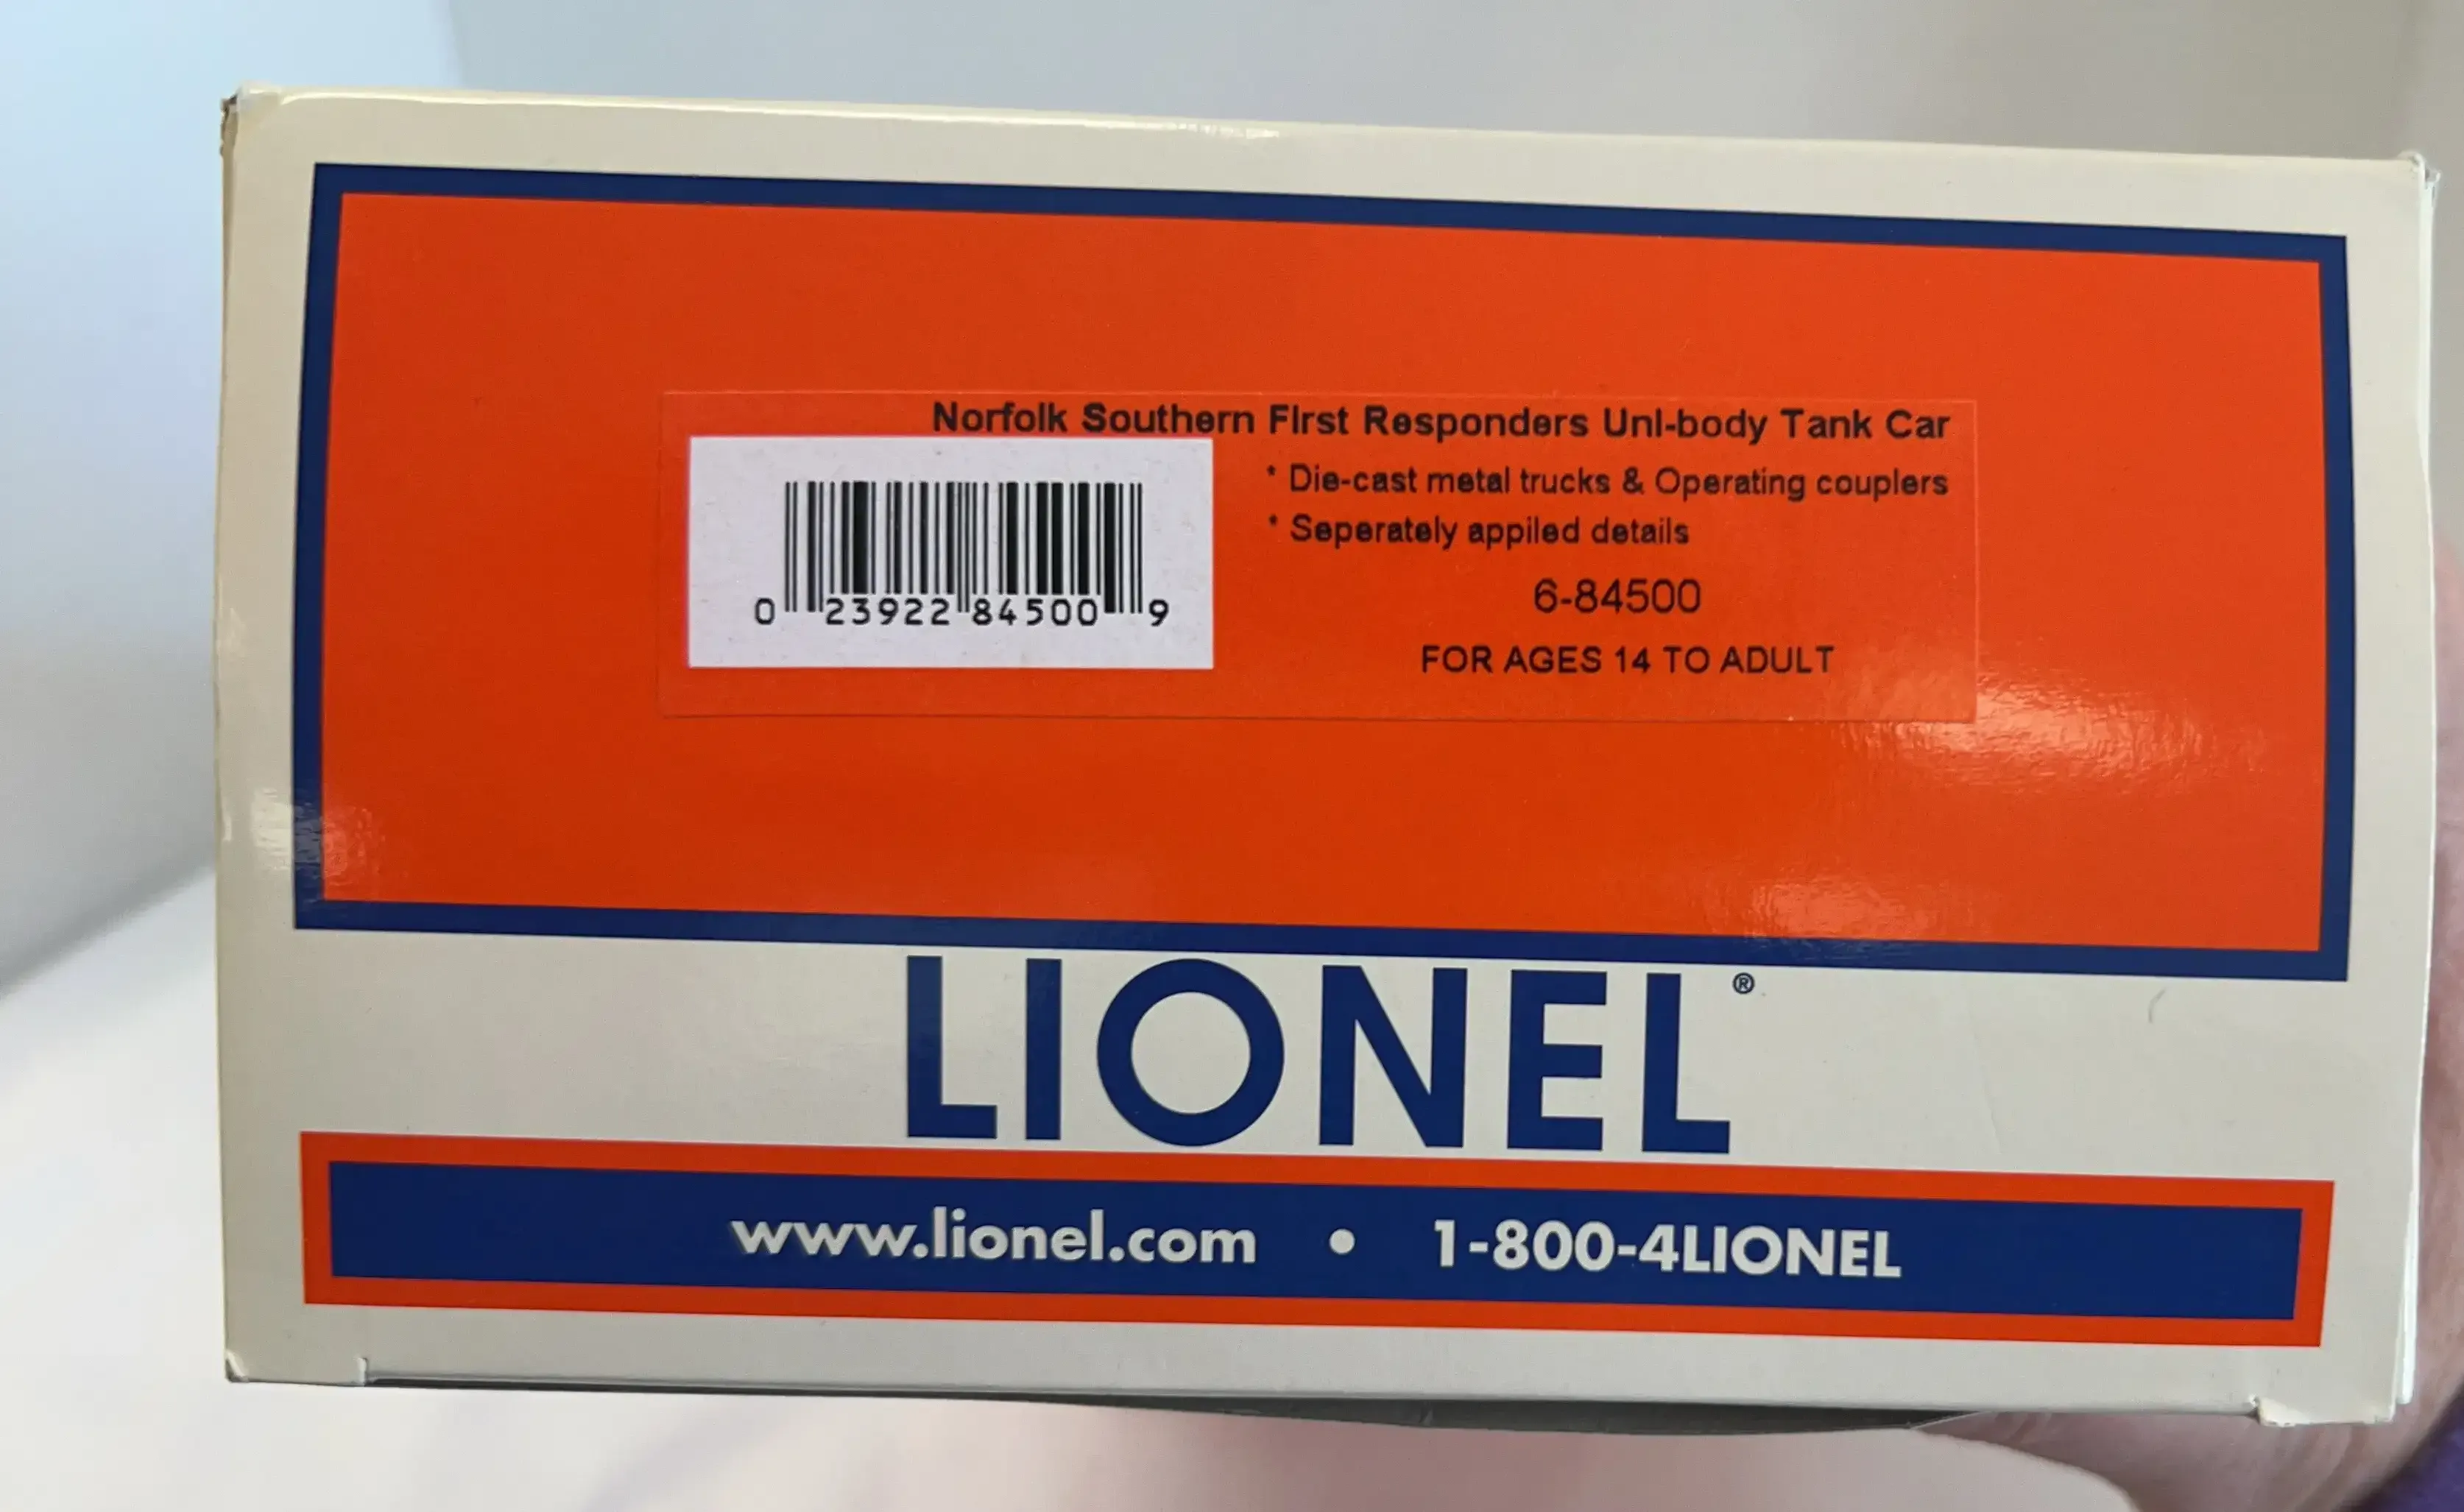 Norfolk Southern FIrst Responders UnI-body Tank Car
* Die-cast metal trucks & Operating couplers
* Seperately appiled details
6-84500
FOR AGES 14 TO ADULT
0 23922 84500 9
LIONEL®
www.lionel.com • 1-800-4LIONEL